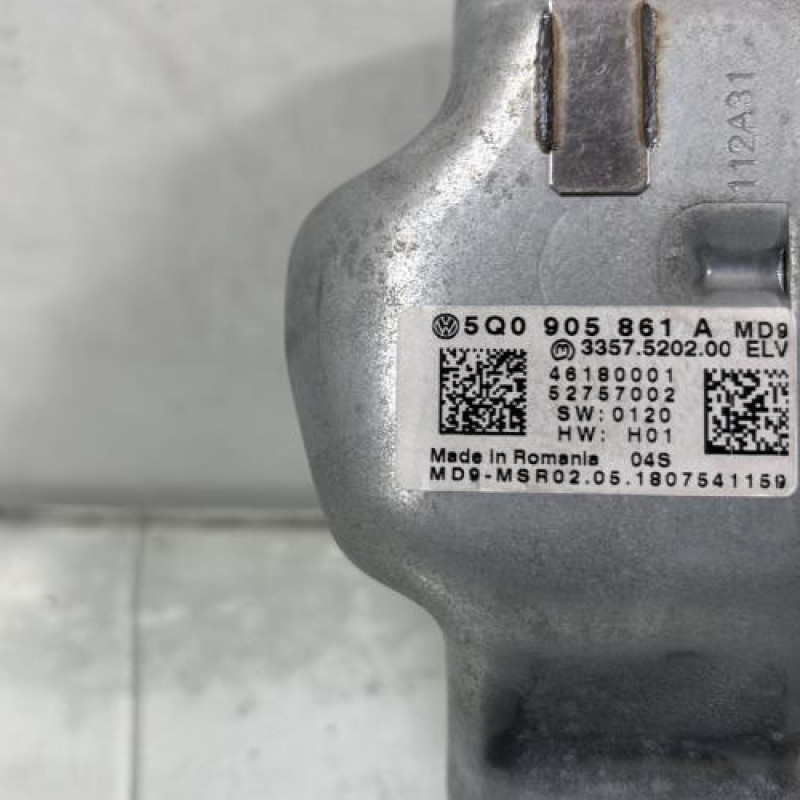 112A31
5Q0 905 861 A MD9
3357.5202.00 ELV
46180001
52757002
SW:0120
HW: H01
Made in Romania 04S
MD9-MSR02.05.1807541159